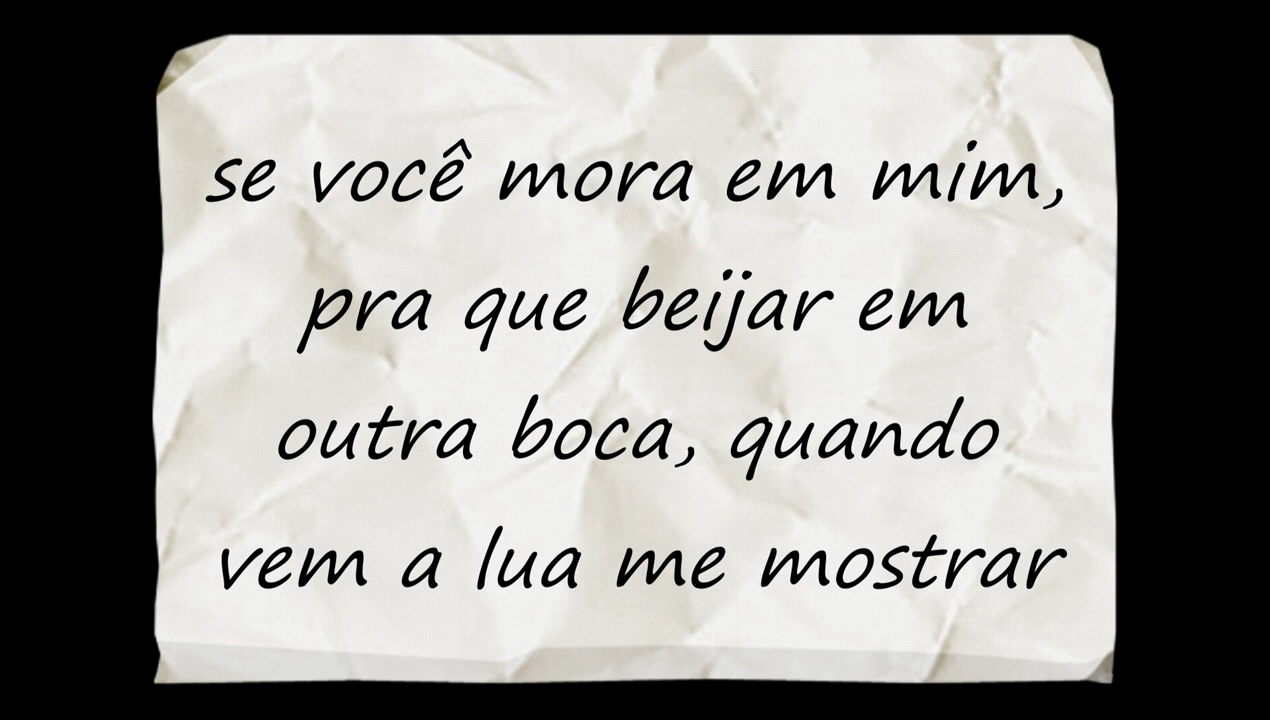 se você mora em mim,
pra que beijar em
outra boca, quando
vem a lua me mostrar